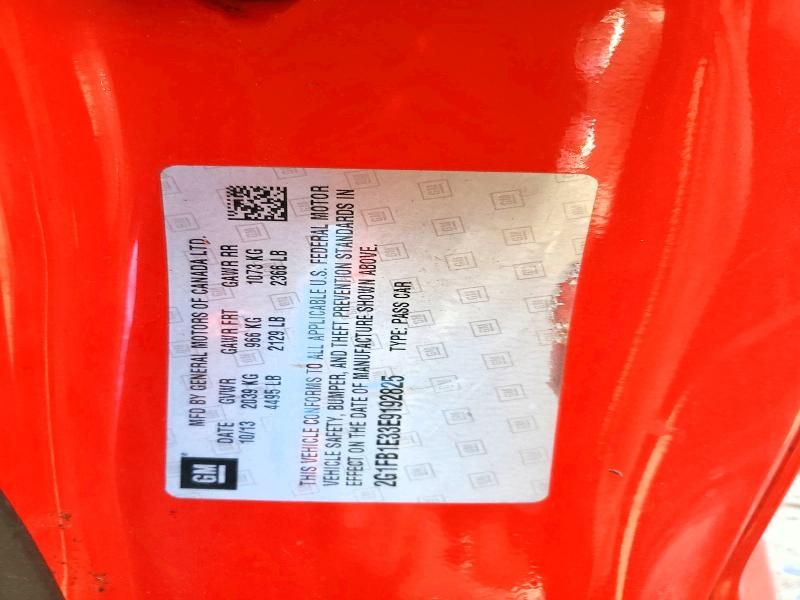 GM
MFD BY GENERAL MOTORS OF CANADA LTD.
DATE GVWR GAWR FRT GAWR RR
10/13 2039 KG 966 KG 1073 KG
4495 LB 2129 LB 2366 LB
THIS VEHICLE CONFORMS TO ALL APPLICABLE U.S. FEDERAL MOTOR
VEHICLE SAFETY, BUMPER, AND THEFT PREVENTION STANDARDS IN
EFFECT ON THE DATE OF MANUFACTURE SHOWN ABOVE.
2G1FB1E33E9192825 TYPE: PASS CAR